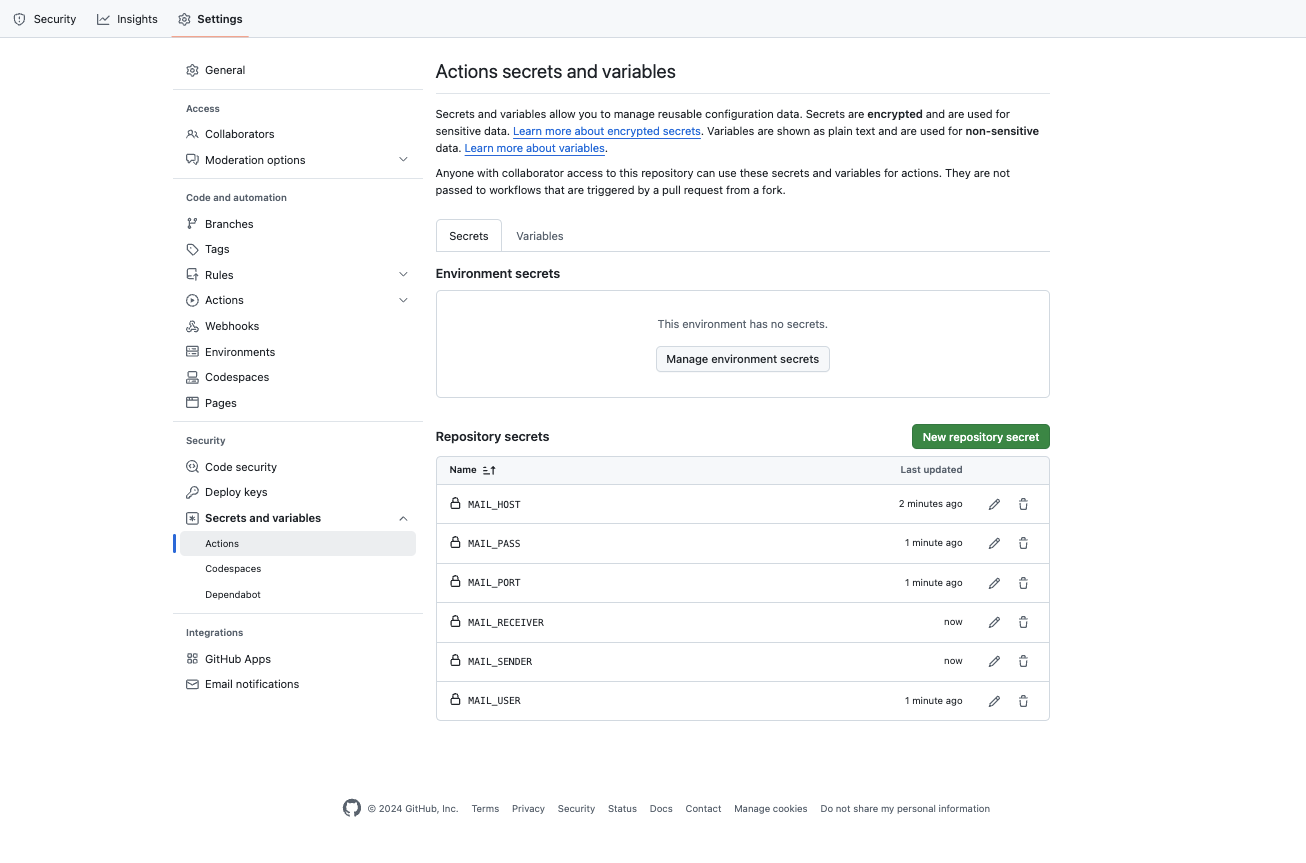 Security Insights Settings
General
Access
Collaborators
Moderation options
Code and automation
Branches
Tags
Rules
Actions
Webhooks
Environments
Codespaces
Pages
Security
Code security
Deploy keys
Secrets and variables
Actions
Codespaces
Dependabot
Integrations
GitHub Apps
Email notifications
Actions secrets and variables
Secrets and variables allow you to manage reusable configuration data. Secrets are encrypted and are used for
sensitive data. Learn more about encrypted secrets. Variables are shown as plain text and are used for non-sensitive
data. Learn more about variables.
Anyone with collaborator access to this repository can use these secrets and variables for actions. They are not
passed to workflows that are triggered by a pull request from a fork.
Secrets Variables
Environment secrets
This environment has no secrets.
Manage environment secrets
Repository secrets New repository secret
Name Last updated
MAIL_HOST 2 minutes ago
MAIL_PASS 1 minute ago
MAIL_PORT 1 minute ago
MAIL_RECEIVER now
MAIL_SENDER now
MAIL_USER 1 minute ago
© 2024 GitHub, Inc. Terms Privacy Security Status Docs Contact Manage cookies Do not share my personal information